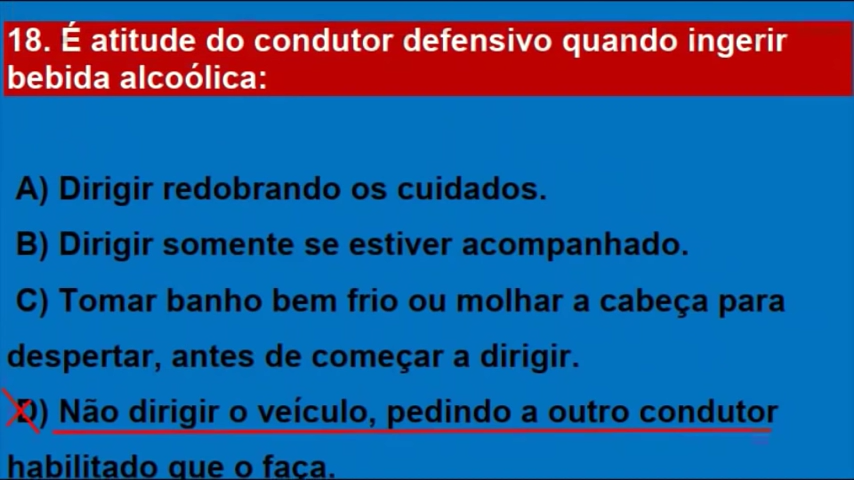 18. É atitude do condutor defensivo quando ingerir
bebida alcoólica:
A) Dirigir redobrando os cuidados.
B) Dirigir somente se estiver acompanhado.
C) Tomar banho bem frio ou molhar a cabeça para
despertar, antes de começar a dirigir.
D) Não dirigir o veículo, pedindo a outro condutor
habilitado que o faça.